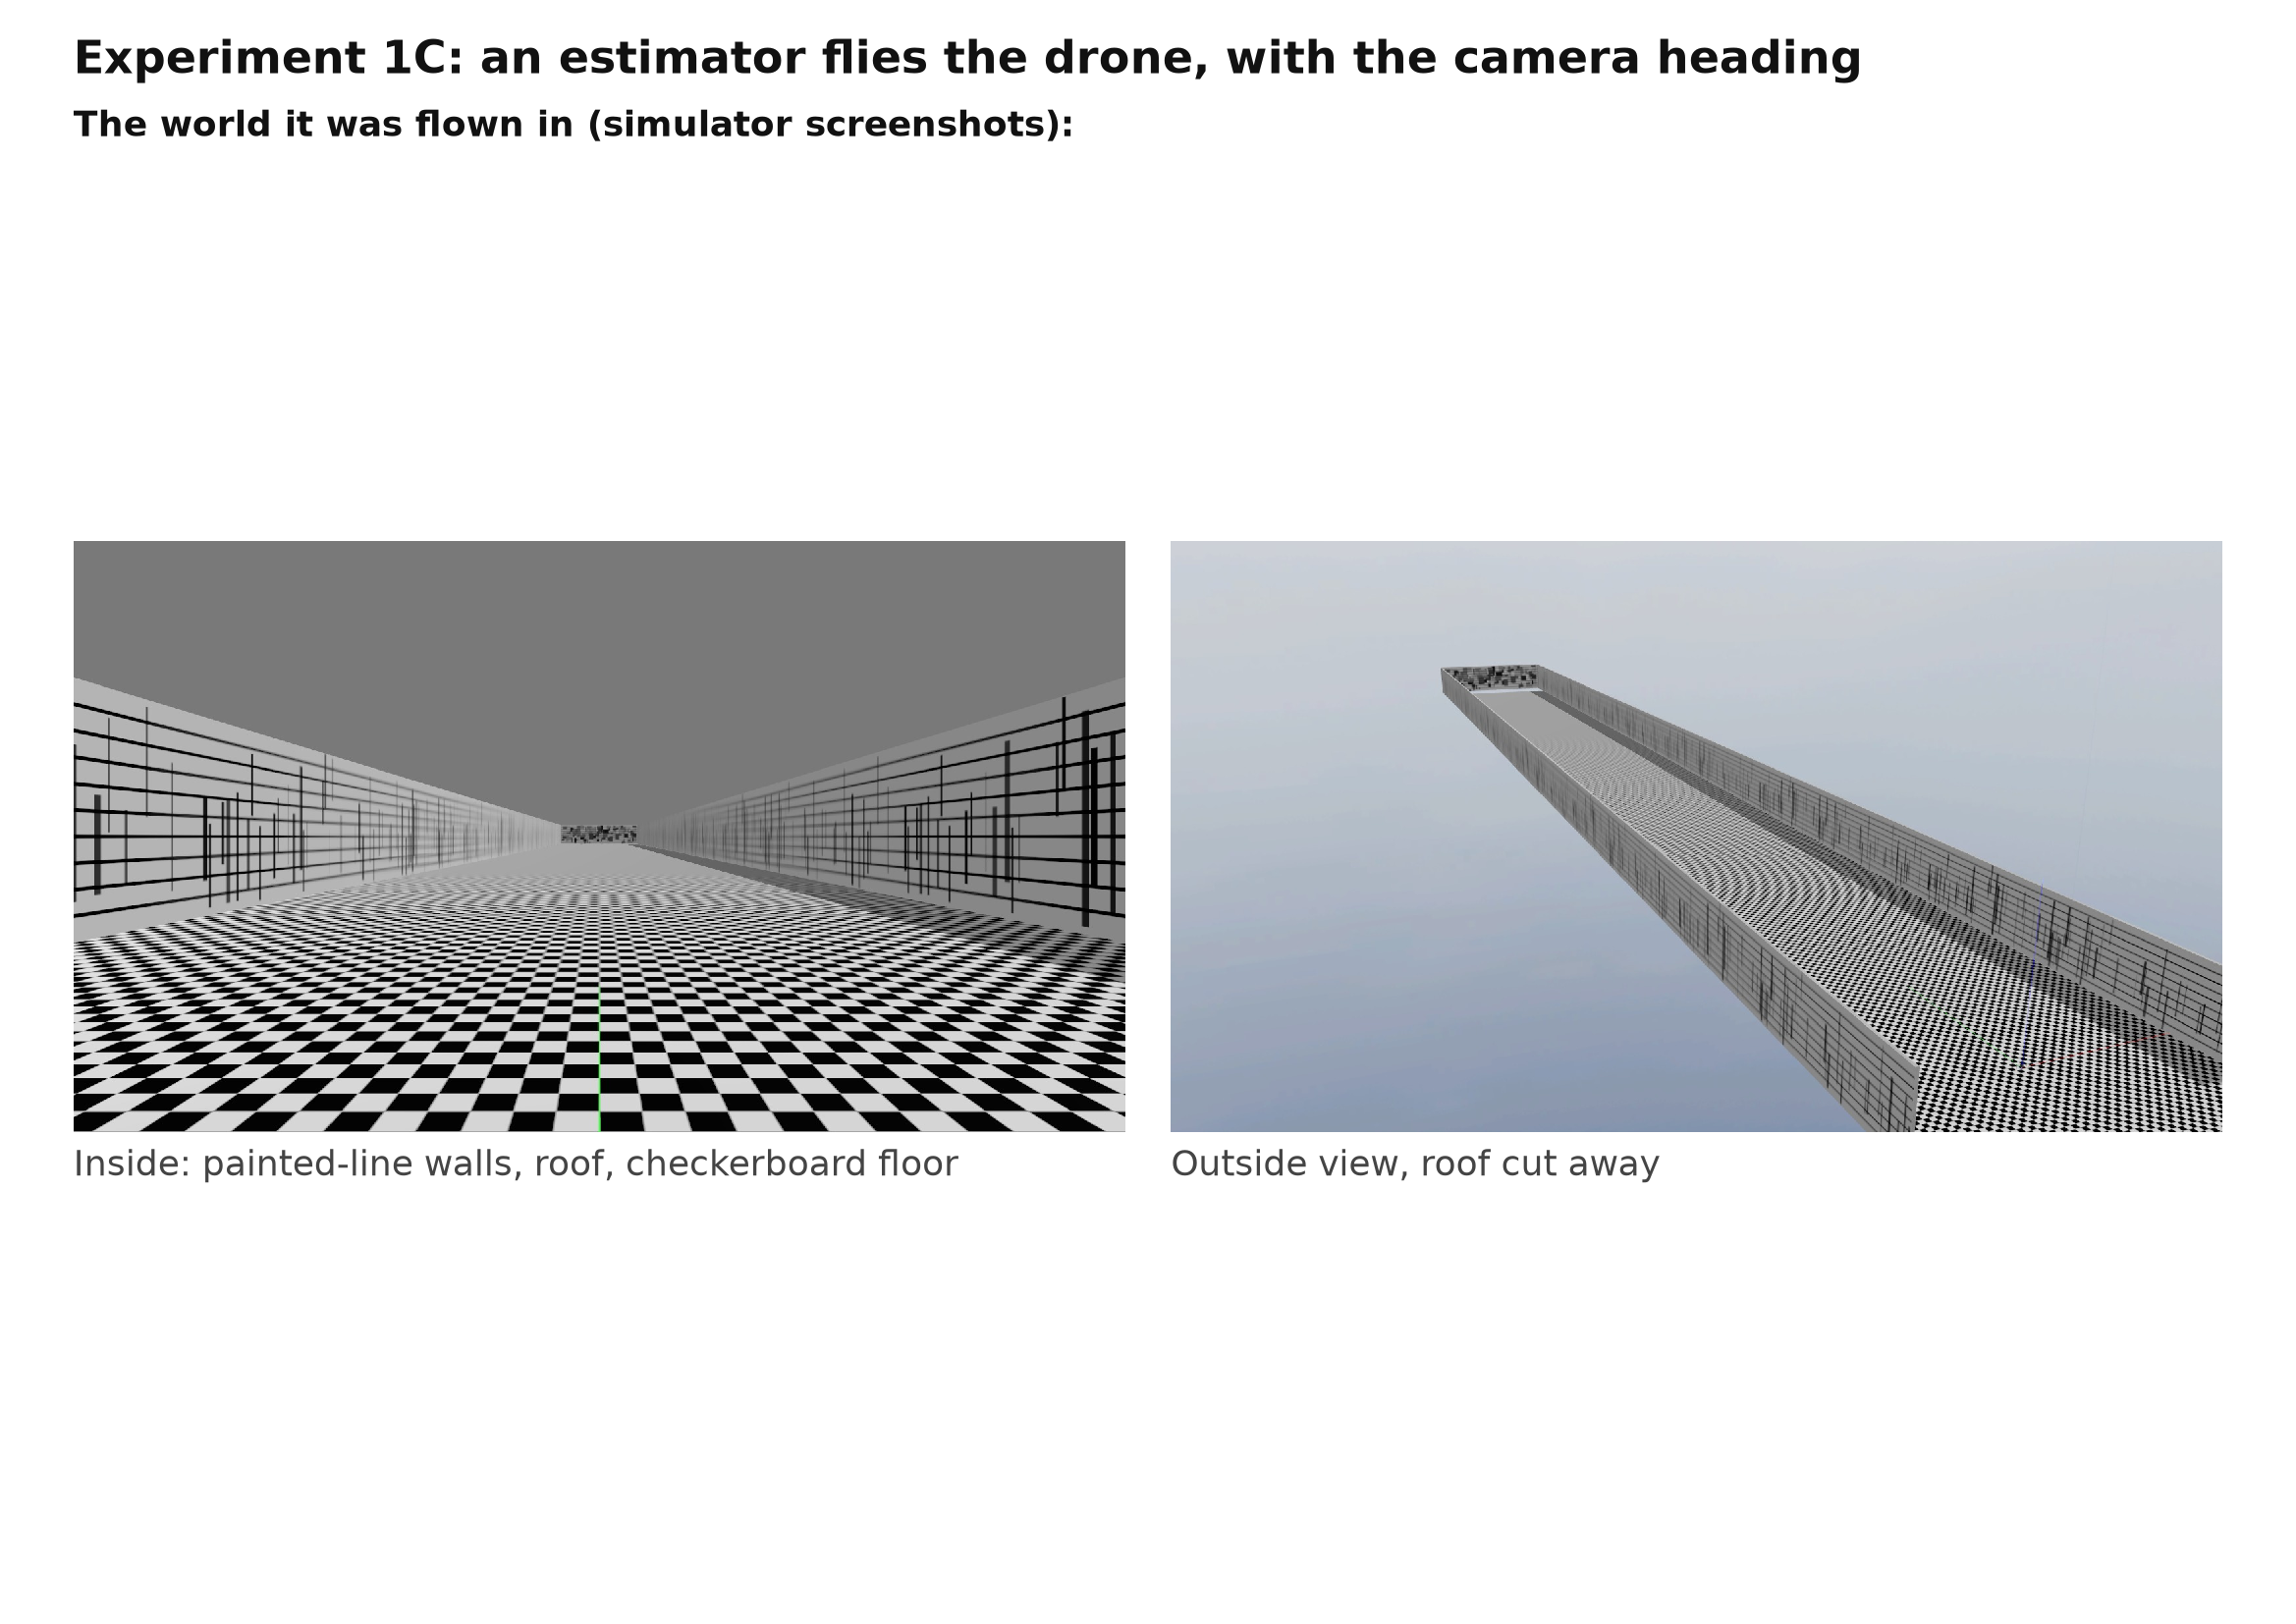 Experiment 1C: an estimator flies the drone, with the camera heading
The world it was flown in (simulator screenshots):
Inside: painted-line walls, roof, checkerboard floor
Outside view, roof cut away